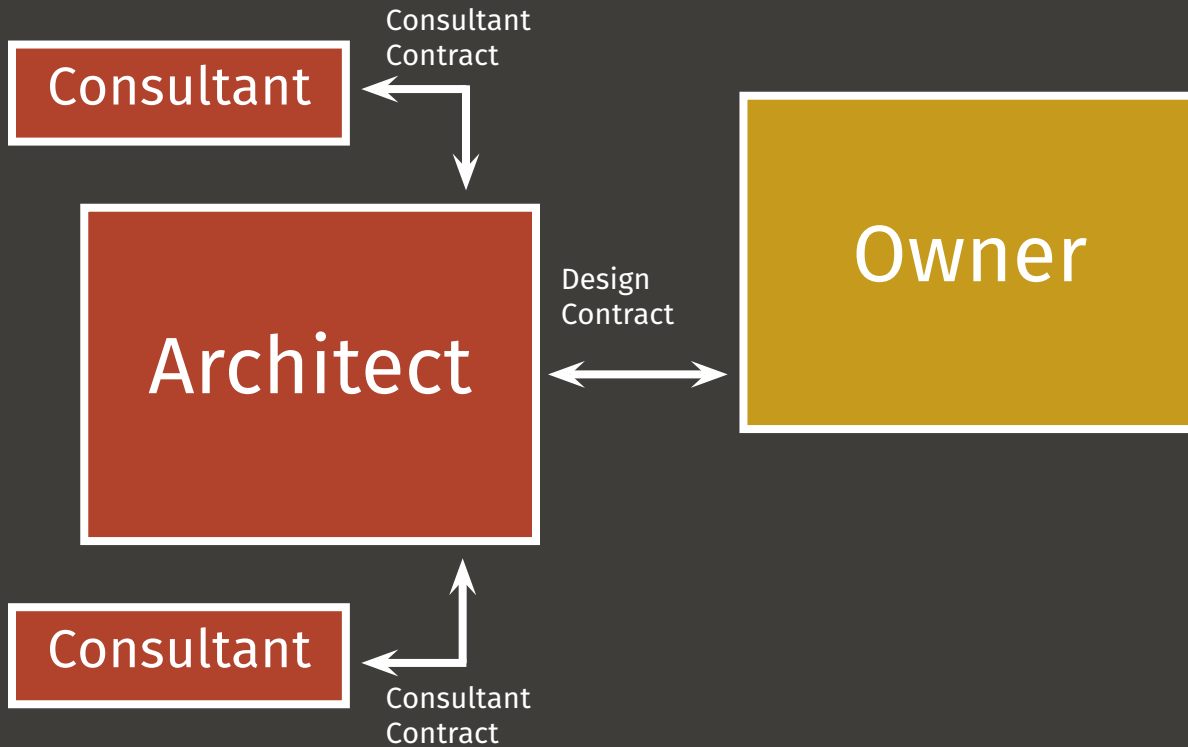 Consultant
Contract
Consultant
Owner
Design
Contract
Architect
Consultant
Consultant
Contract